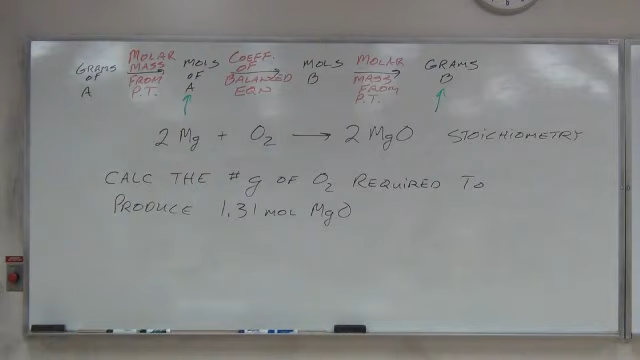 GRAMS OF A MOLAR MASS FROM P.T. MOLS OF A COEFF. OF BALANCED EQN MOLS B MOLAR MASS FROM P.T. GRAMS B
2 Mg + O₂ → 2 MgO STOICHIOMETRY
CALC THE # g OF O₂ REQUIRED TO
PRODUCE 1.31 MOL MgO